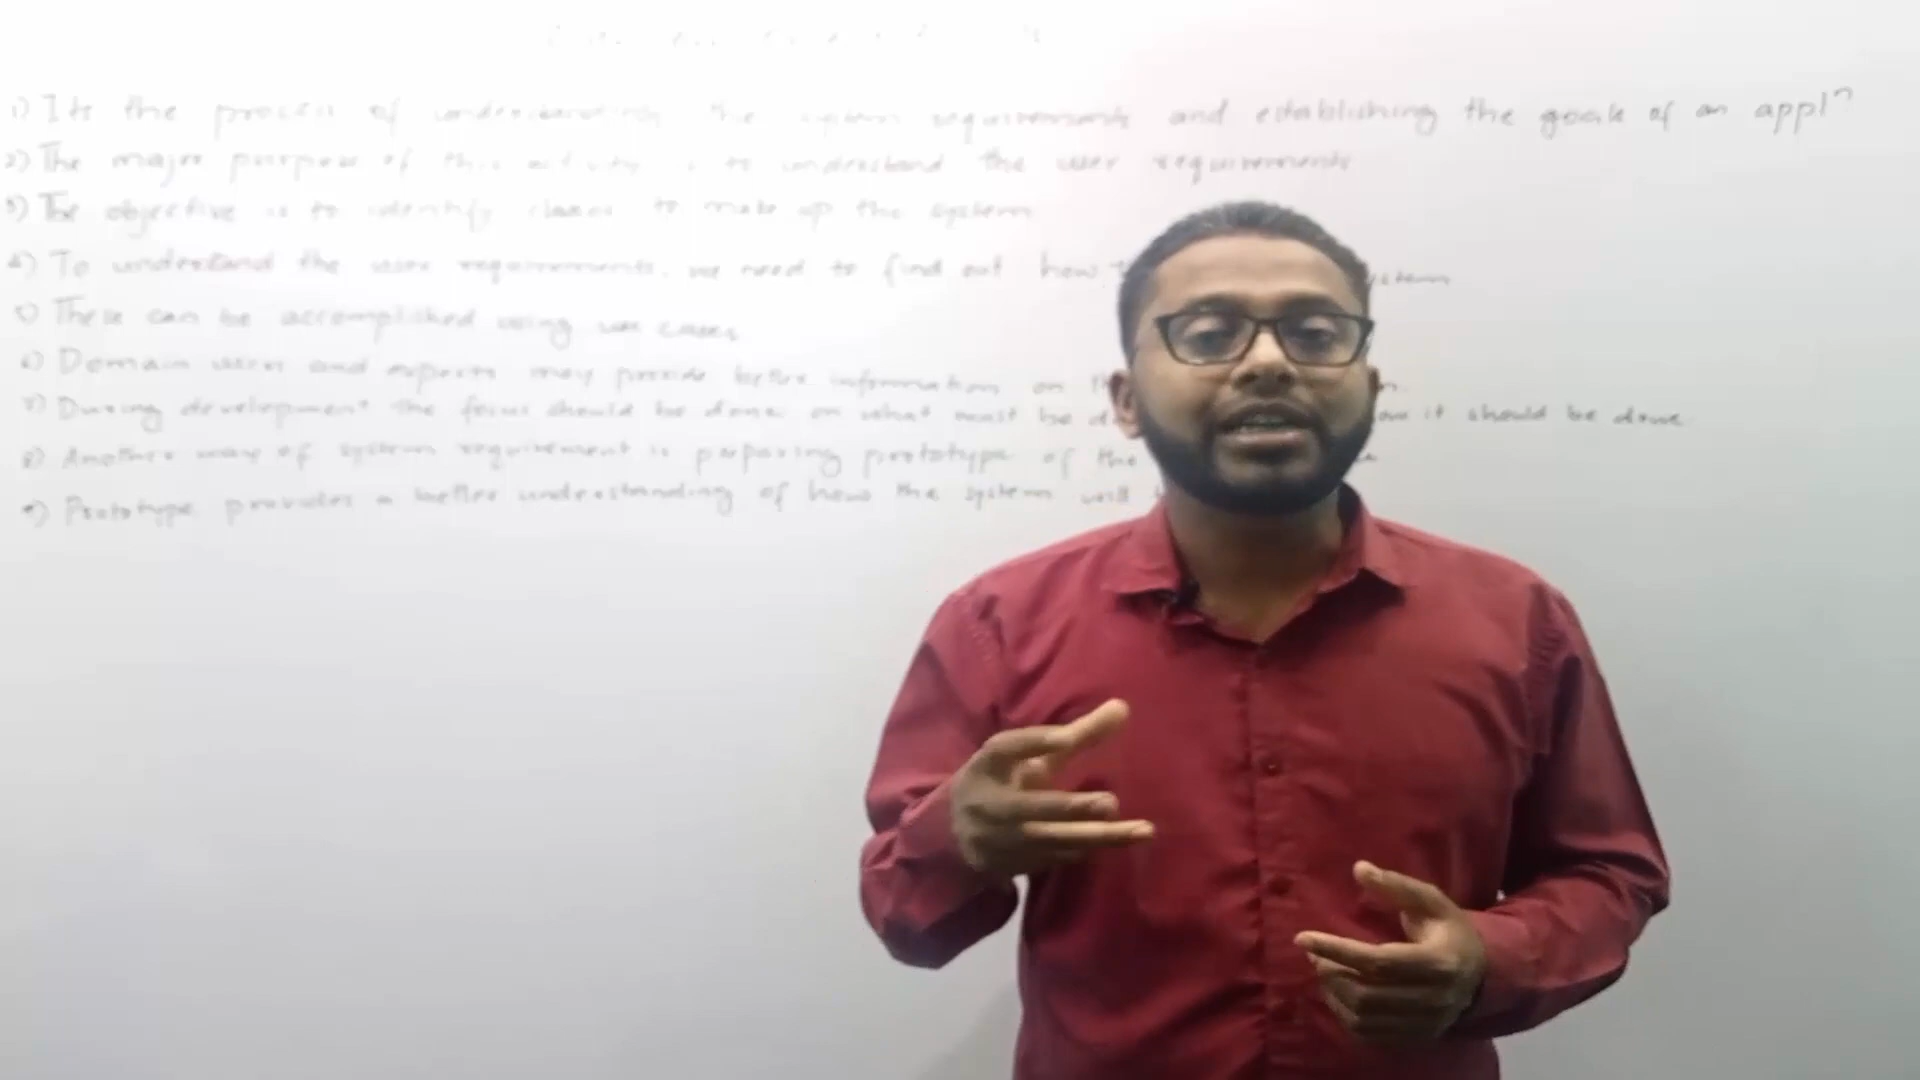 1) Its the process of understanding the system requirements and establishing the goals of an appln
2) The major purpose of this activity is to understand the user requirements
3) The objective is to identify classes to make up the system
4) To understand the user requirements, we need to find out how system
5) These can be accomplished using use cases
6) Domain users and experts may provide better information on
7) During development the focus should be done on what must be it should be done
8) Another way of system requirement is preparing prototype of the
9) Prototype provides a better understanding of how the system will